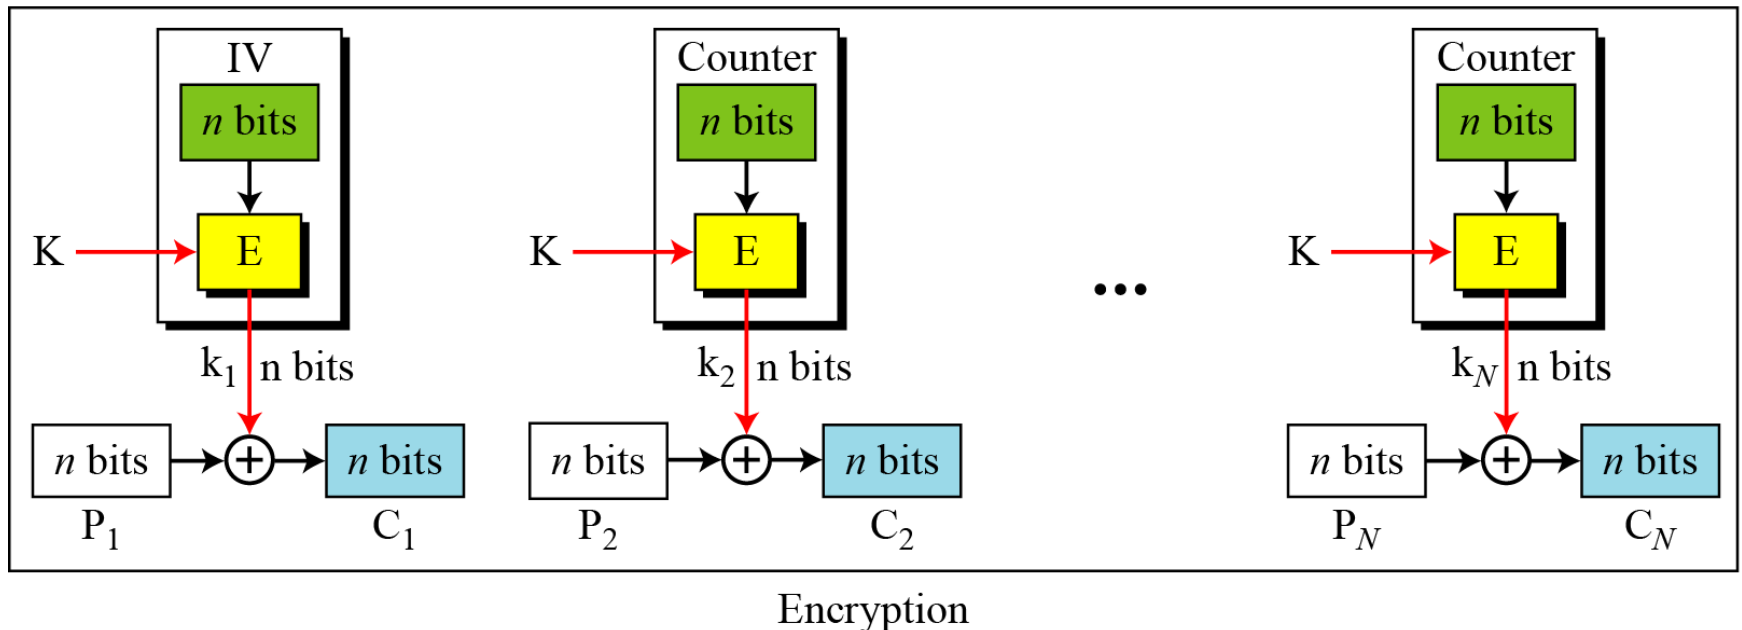 IV Counter Counter
n bits n bits n bits
K E K E K E
...
k1 n bits k2 n bits kN n bits
n bits + n bits n bits + n bits n bits + n bits
P1 C1 P2 C2 PN CN
Encryption